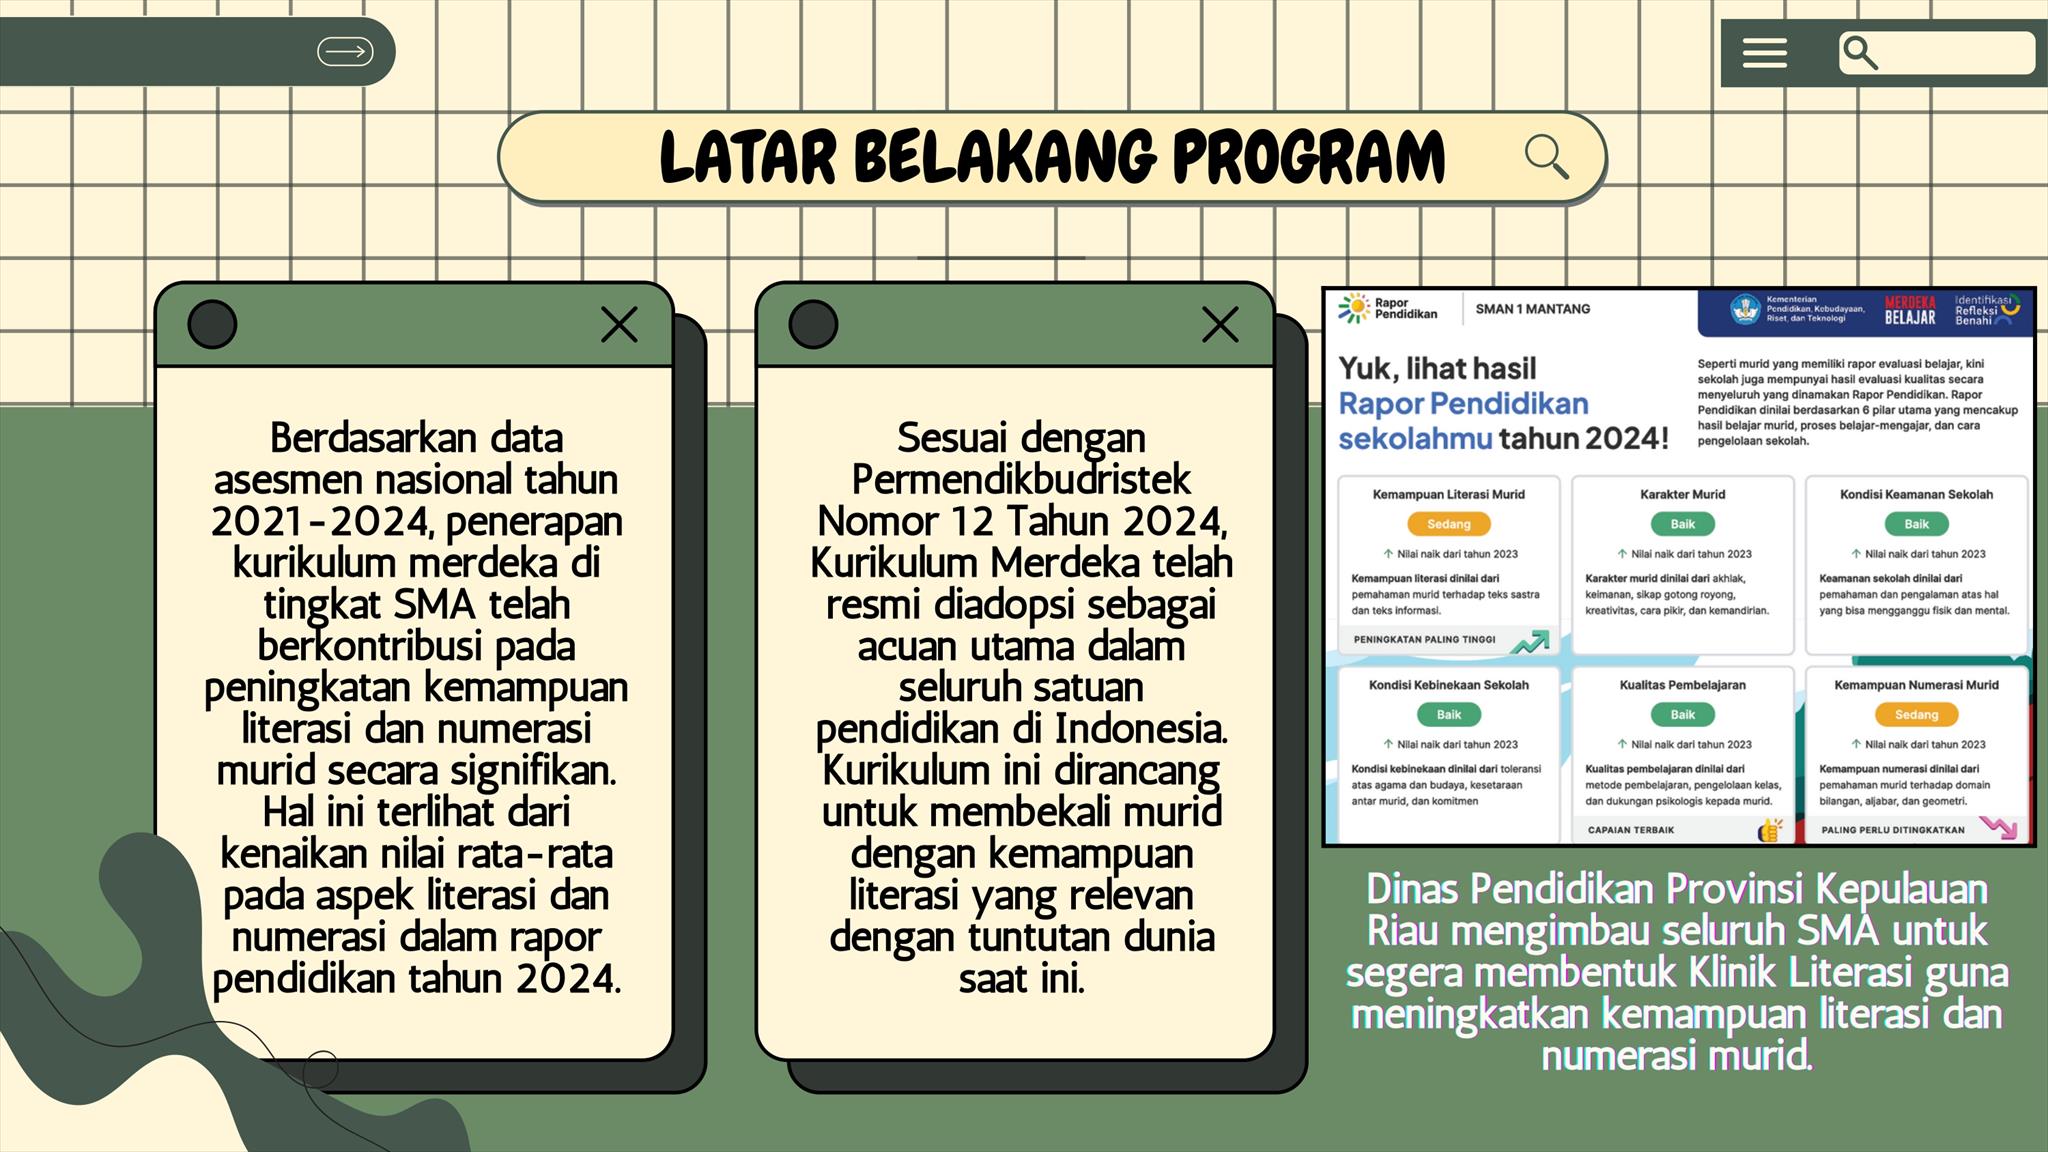 LATAR BELAKANG PROGRAM
Berdasarkan data
asesmen nasional tahun
2021-2024, penerapan
kurikulum merdeka di
tingkat SMA telah
berkontribusi pada
peningkatan kemampuan
literasi dan numerasi
murid secara signifikan.
Hal ini terlihat dari
kenaikan nilai rata-rata
pada aspek literasi dan
numerasi dalam rapor
pendidikan tahun 2024.
Sesuai dengan
Permendikbudristek
Nomor 12 Tahun 2024,
Kurikulum Merdeka telah
resmi diadopsi sebagai
acuan utama dalam
seluruh satuan
pendidikan di Indonesia.
Kurikulum ini dirancang
untuk membekali murid
dengan kemampuan
literasi yang relevan
dengan tuntutan dunia
saat ini.
Rapor
Pendidikan
SMAN 1 MANTANG
Kementerian
Pendidikan, Kebudayaan,
Riset, dan Teknologi
MERDEKA
BELAJAR
Identifikasi
Refleksi
Benahi
Yuk, lihat hasil
Rapor Pendidikan
sekolahmu tahun 2024!
Seperti murid yang memiliki rapor evaluasi belajar, kini
sekolah juga mempunyai hasil evaluasi kualitas secara
menyeluruh yang dinamakan Rapor Pendidikan. Rapor
Pendidikan dinilai berdasarkan 6 pilar utama yang mencakup
hasil belajar murid, proses belajar-mengajar, dan cara
pengelolaan sekolah.
Kemampuan Literasi Murid
Sedang
↑ Nilai naik dari tahun 2023
Kemampuan literasi dinilai dari
pemahaman murid terhadap teks sastra
dan teks informasi.
PENINGKATAN PALING TINGGI
Karakter Murid
Baik
↑ Nilai naik dari tahun 2023
Karakter murid dinilai dari akhlak,
keimanan, sikap gotong royong,
kreativitas, cara pikir, dan kemandirian.
Kondisi Keamanan Sekolah
Baik
↑ Nilai naik dari tahun 2023
Keamanan sekolah dinilai dari
pemahaman dan pengalaman atas hal
yang bisa mengganggu fisik dan mental.
Kondisi Kebinekaan Sekolah
Baik
↑ Nilai naik dari tahun 2023
Kondisi kebinekaan dinilai dari toleransi
atas agama dan budaya, kesetaraan
antar murid, dan komitmen
Kualitas Pembelajaran
Baik
↑ Nilai naik dari tahun 2023
Kualitas pembelajaran dinilai dari
metode pembelajaran, pengelolaan kelas,
dan dukungan psikologis kepada murid.
CAPAIAN TERBAIK
Kemampuan Numerasi Murid
Sedang
↑ Nilai naik dari tahun 2023
Kemampuan numerasi dinilai dari
pemahaman murid terhadap domain
bilangan, aljabar, dan geometri.
PALING PERLU DITINGKATKAN
Dinas Pendidikan Provinsi Kepulauan
Riau mengimbau seluruh SMA untuk
segera membentuk Klinik Literasi guna
meningkatkan kemampuan literasi dan
numerasi murid.